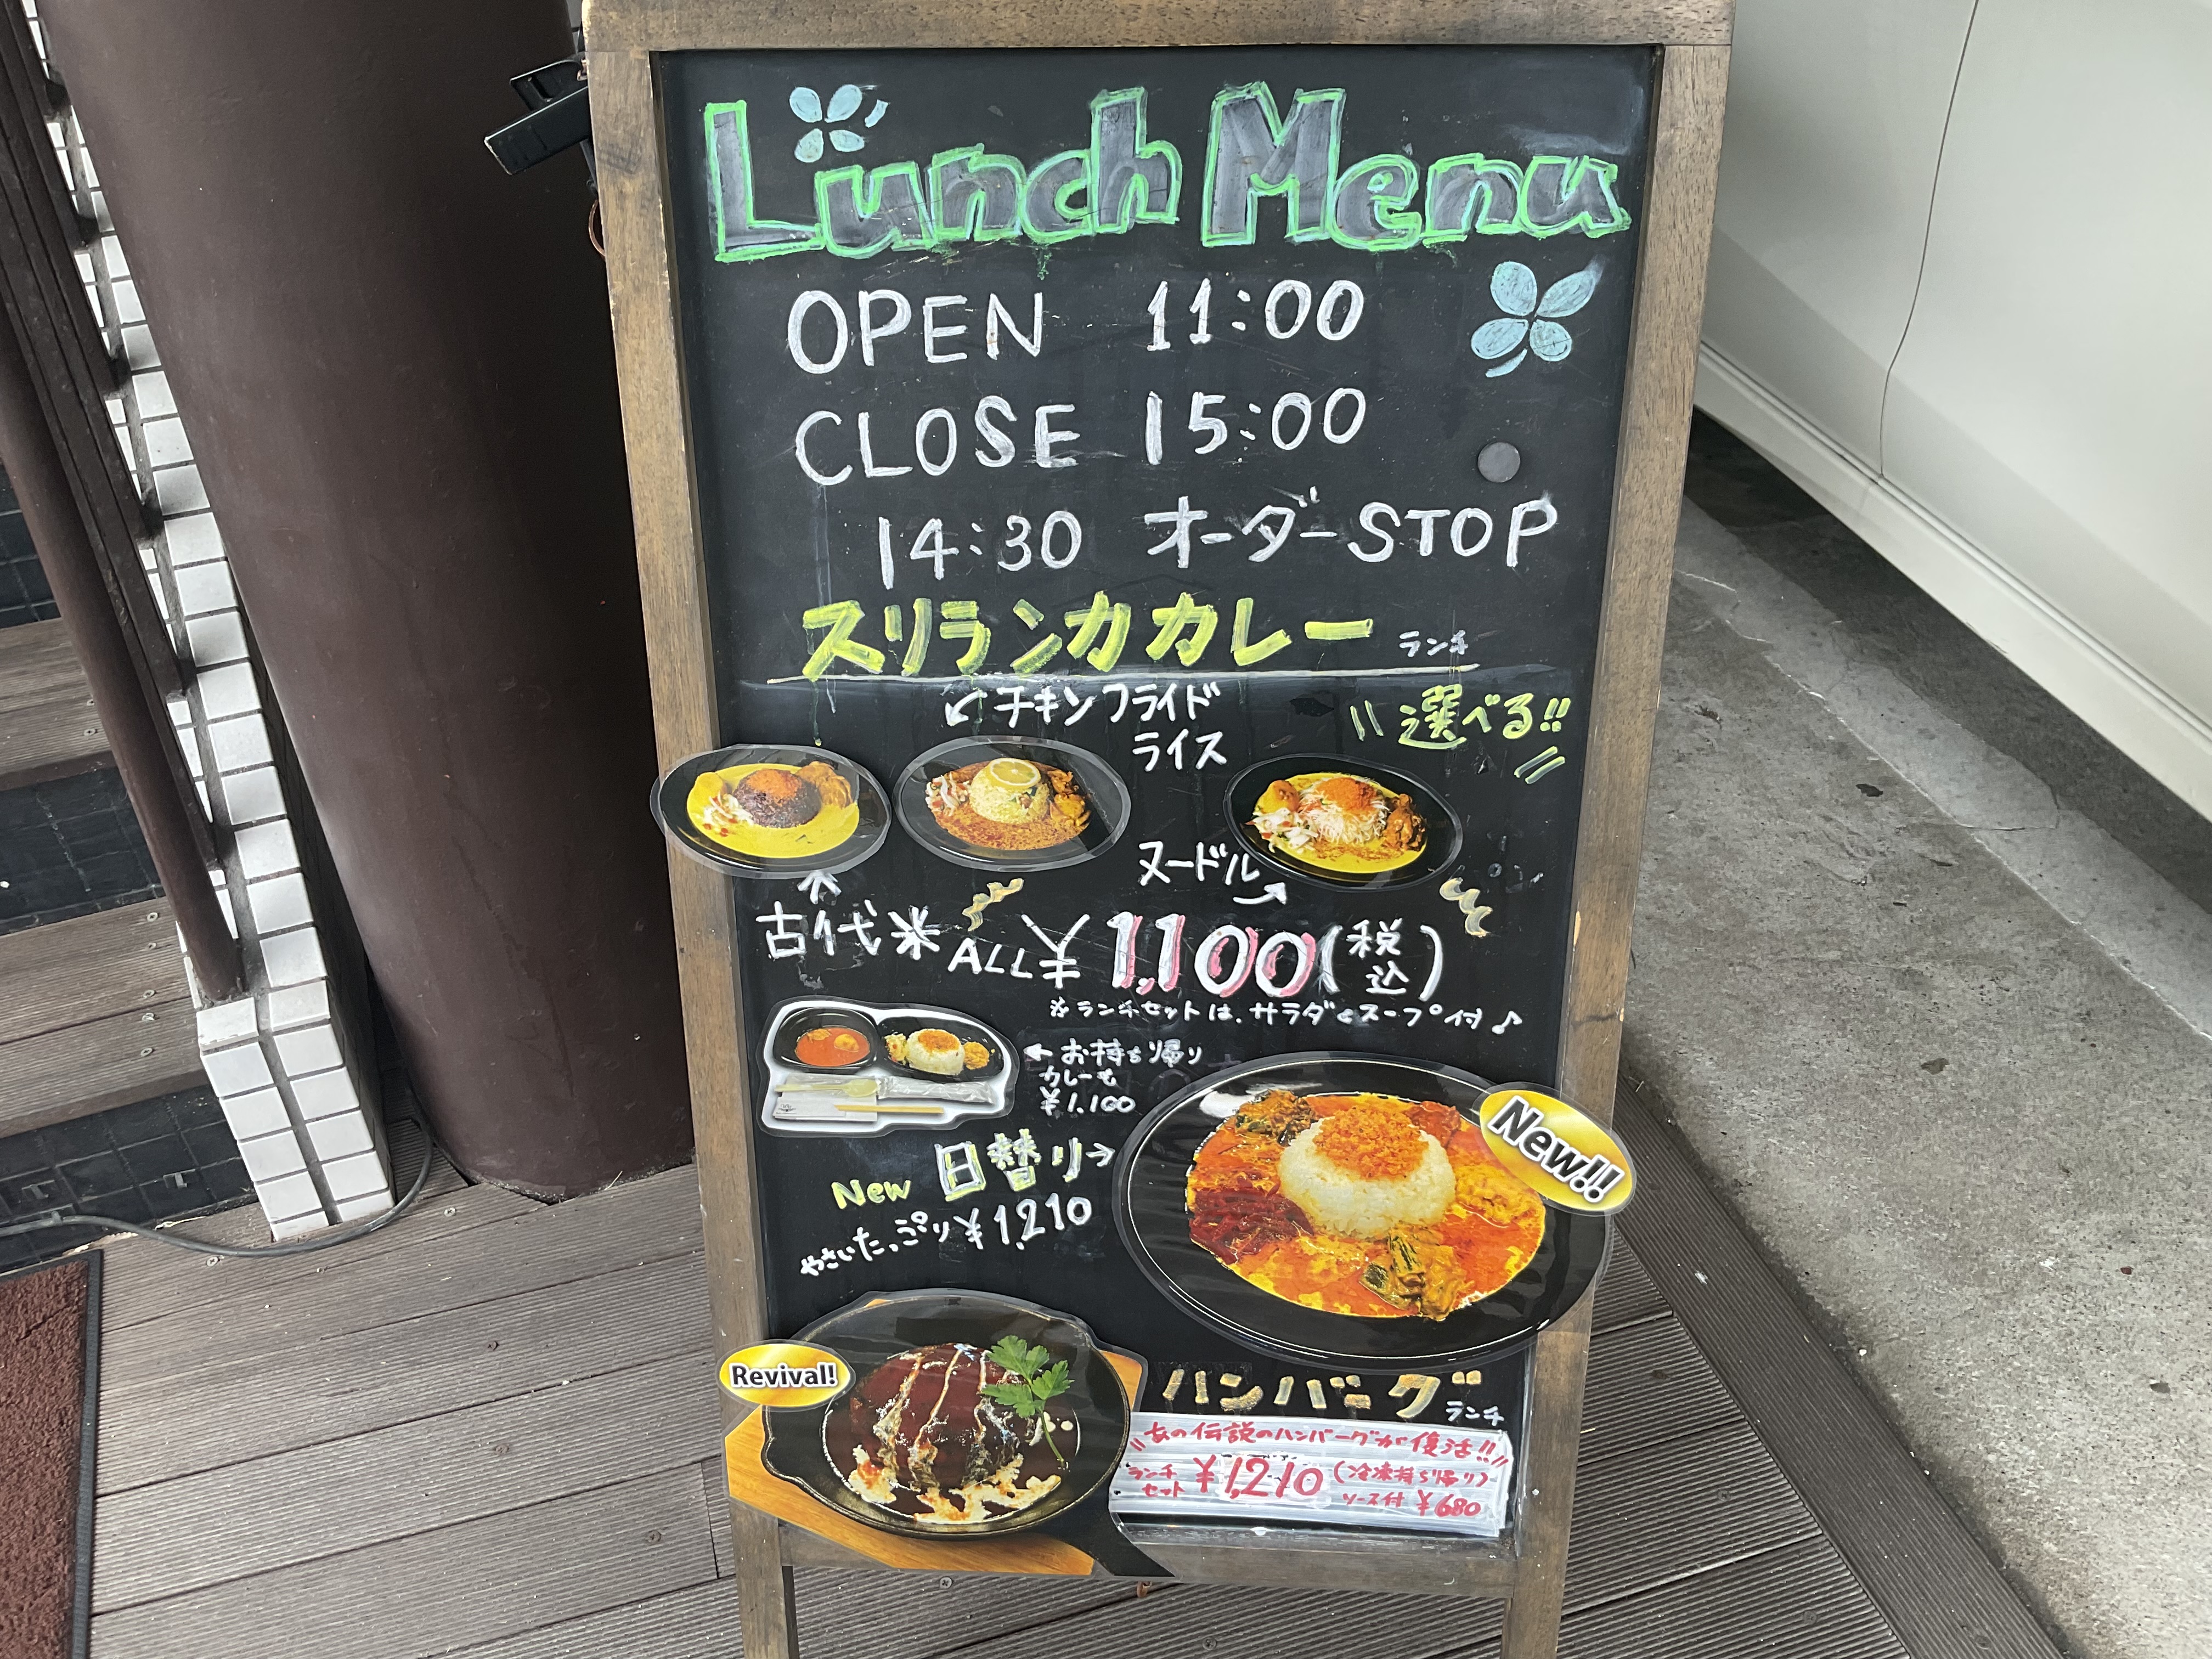 Lunch Menu
OPEN 11:00
CLOSE 15:00
14:30 オーダーSTOP
スリランカカレー ランチ
↙チキンフライド
ライス
〃選べる!!〃
ヌードル→
↑
古代米 ALL ¥1,100(税込)
※ランチセットは、サラダとスープ付♪
←お持ち帰り
カレーも
¥1,100
New 日替り→
やさいたっぷり ¥1,210
New!!
Revival!
ハンバーグ ランチ
〃あの伝説のハンバーグが復活!!〃
ランチセット ¥1,210 (冷凍持ち帰り)
ソース付 ¥680